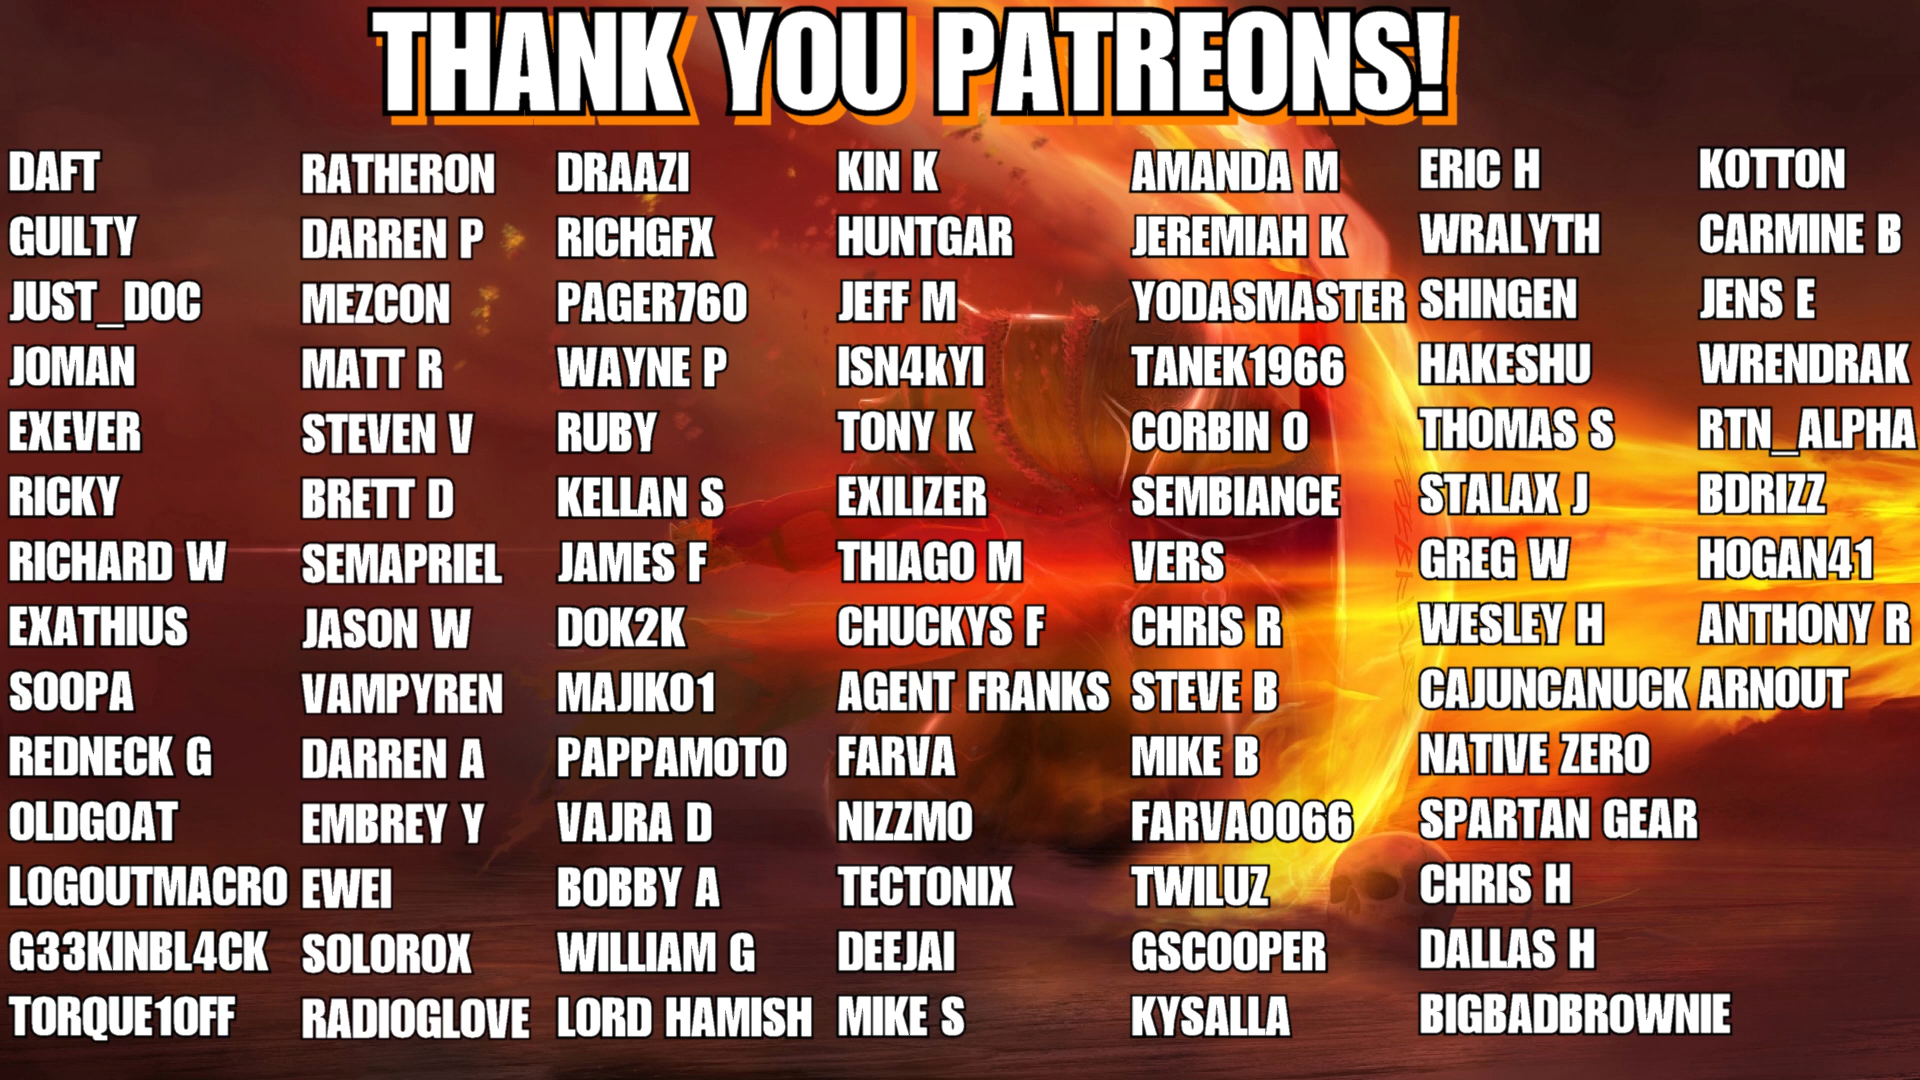 THANK YOU PATREONS!
DAFT
GUILTY
JUST_DOC
JOMAN
EXEVER
RICKY
RICHARD W
EXATHIUS
SOOPA
REDNECK G
OLDGOAT
LOGOUTMACRO
G33KINBL4CK
TORQUE10FF
RATHERON
DARREN P
MEZCON
MATT R
STEVEN V
BRETT D
SEMAPRIEL
JASON W
VAMPYREN
DARREN A
EMBREY Y
EWEI
SOLOROX
RADIOGLOVE
DRAAZI
RICHGFX
PAGER760
WAYNE P
RUBY
KELLAN S
JAMES F
DOK2K
MAJIK01
PAPPAMOTO
VAJRA D
BOBBY A
WILLIAM G
LORD HAMISH
KIN K
HUNTGAR
JEFF M
ISN4kYI
TONY K
EXILIZER
THIAGO M
CHUCKYS F
AGENT FRANKS
FARVA
NIZZMO
TECTONIX
DEEJAI
MIKE S
AMANDA M
JEREMIAH K
YODASMASTER
TANEK1966
CORBIN O
SEMBIANCE
VERS
CHRIS R
STEVE B
MIKE B
FARVA0066
TWILUZ
GSCOOPER
KYSALLA
ERIC H
WRALYTH
SHINGEN
HAKESHU
THOMAS S
STALAX J
GREG W
WESLEY H
CAJUNCANUCK
NATIVE ZERO
SPARTAN GEAR
CHRIS H
DALLAS H
BIGBADBROWNIE
KOTTON
CARMINE B
JENS E
WRENDRAK
RTN_ALPHA
BDRIZZ
HOGAN41
ANTHONY R
ARNOUT